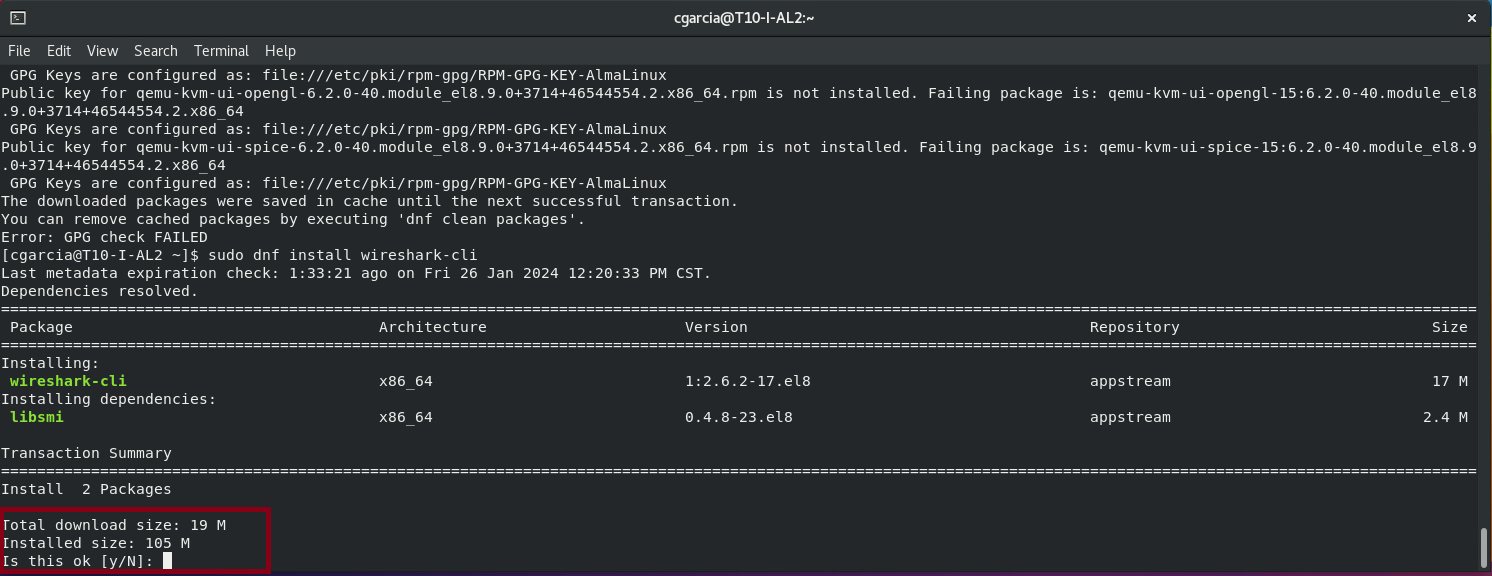 cgarcia@T10-I-AL2:~ ×
File Edit View Search Terminal Help
GPG Keys are configured as: file:///etc/pki/rpm-gpg/RPM-GPG-KEY-AlmaLinux
Public key for qemu-kvm-ui-opengl-6.2.0-40.module_el8.9.0+3714+46544554.2.x86_64.rpm is not installed. Failing package is: qemu-kvm-ui-opengl-15:6.2.0-40.module_el8
.9.0+3714+46544554.2.x86_64
GPG Keys are configured as: file:///etc/pki/rpm-gpg/RPM-GPG-KEY-AlmaLinux
Public key for qemu-kvm-ui-spice-6.2.0-40.module_el8.9.0+3714+46544554.2.x86_64.rpm is not installed. Failing package is: qemu-kvm-ui-spice-15:6.2.0-40.module_el8.9
.0+3714+46544554.2.x86_64
GPG Keys are configured as: file:///etc/pki/rpm-gpg/RPM-GPG-KEY-AlmaLinux
The downloaded packages were saved in cache until the next successful transaction.
You can remove cached packages by executing 'dnf clean packages'.
Error: GPG check FAILED
[cgarcia@T10-I-AL2 ~]$ sudo dnf install wireshark-cli
Last metadata expiration check: 1:33:21 ago on Fri 26 Jan 2024 12:20:33 PM CST.
Dependencies resolved.
================================================================================
Package Architecture Version Repository Size
================================================================================
Installing:
wireshark-cli x86_64 1:2.6.2-17.el8 appstream 17 M
Installing dependencies:
libsmi x86_64 0.4.8-23.el8 appstream 2.4 M
Transaction Summary
================================================================================
Install 2 Packages
Total download size: 19 M
Installed size: 105 M
Is this ok [y/N]: